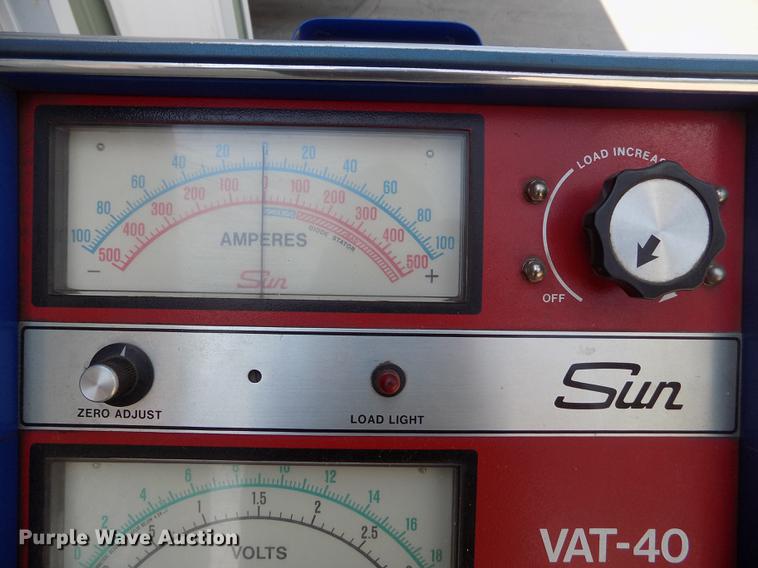 LOAD INCREA
40 20 0 20 40
60 60
80 80
100 100
300 200 100 0 100 200 300
400 400
500 500
AMPERES
DIODE STATOR
- +
Sun
OFF
ZERO ADJUST
LOAD LIGHT
Sun
2 4 6 8 10 12 14 16 18
.5 1 1.5 2 2.5
VOLTS
VAT-40
Purple Wave Auction